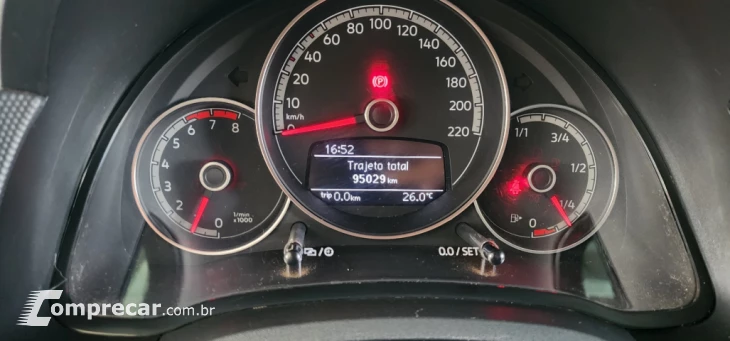 80 100 120 140 160 180 200 220
60
40
20
10
0
km/h
220
(P)
16:52
Trajeto total
95029 km
trip 0.0 km 26.0°C
8
7
6
5
4
3
2
1
0
1/min
x1000
1/1
3/4
1/2
1/4
0
0.0 / SET
Comprecar.com.br